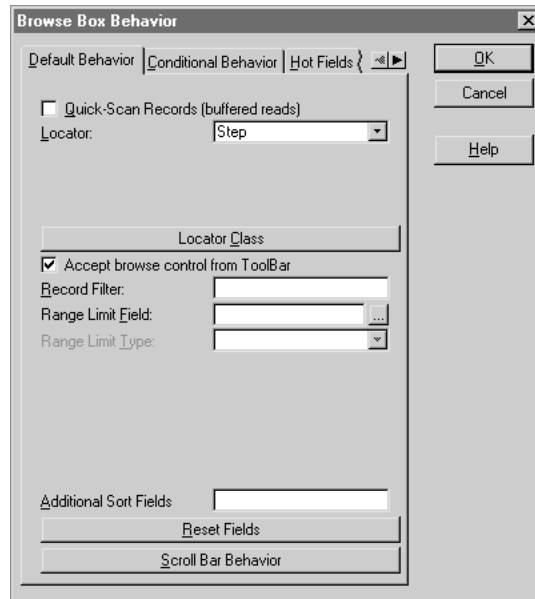 Browse Box Behavior
Default Behavior Conditional Behavior Hot Fields
OK
Cancel
Help
Quick-Scan Records (buffered reads)
Locator: Step
Locator Class
Accept browse control from ToolBar
Record Filter:
Range Limit Field: ...
Range Limit Type:
Additional Sort Fields
Reset Fields
Scroll Bar Behavior